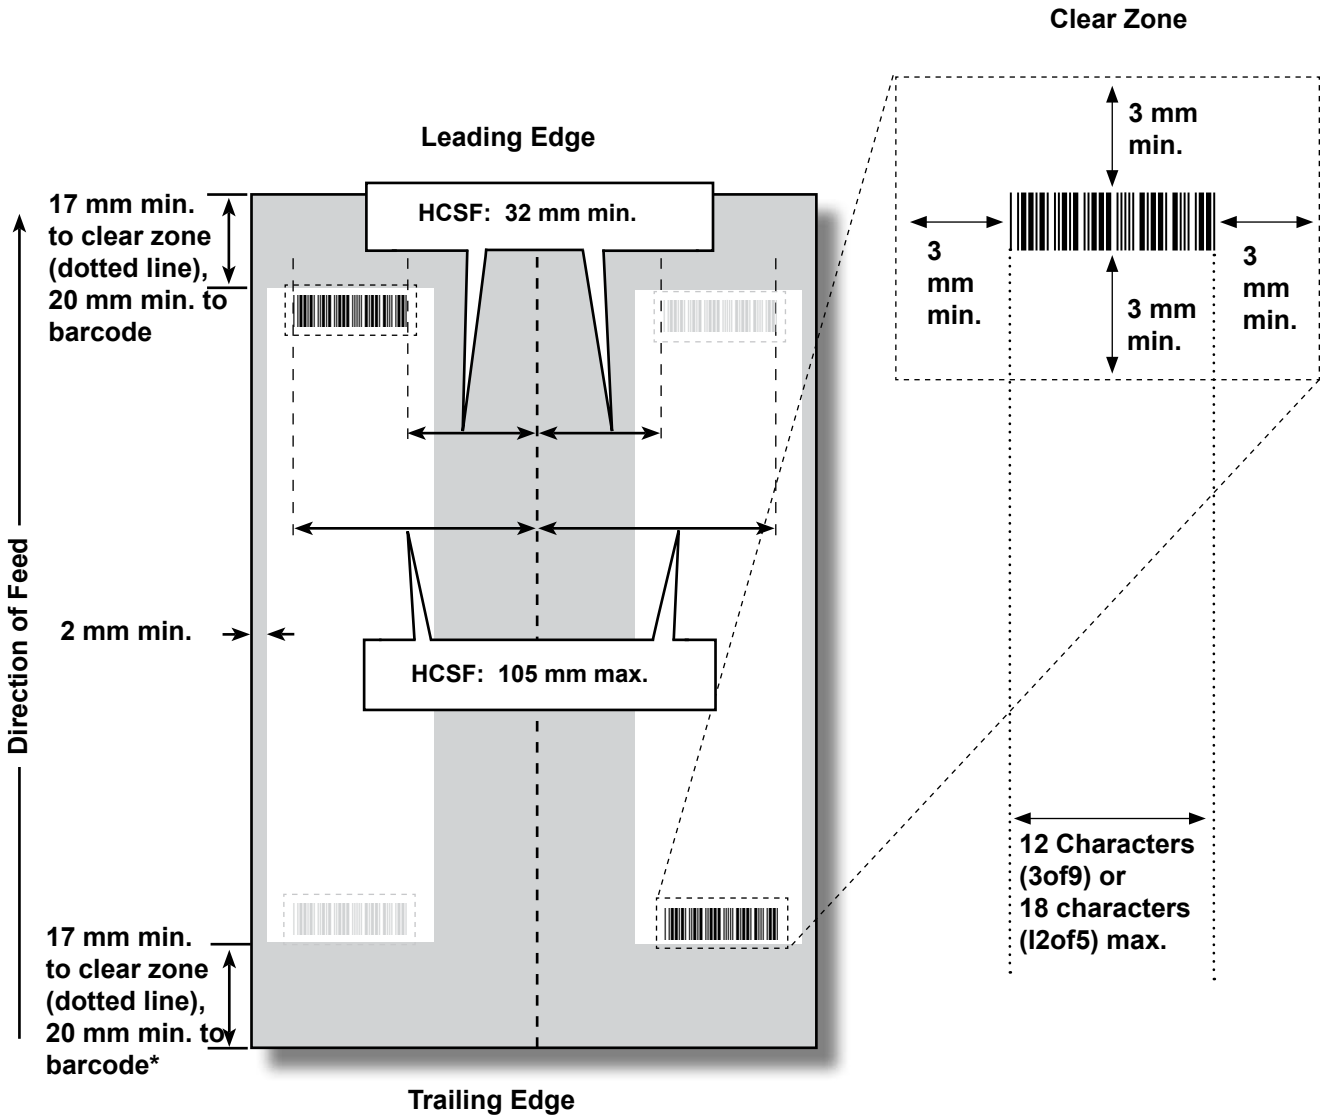 Clear Zone
3 mm
min.
3
mm
min.
3
mm
min.
3 mm
min.
12 Characters
(3of9) or
18 characters
(I2of5) max.
Leading Edge
17 mm min.
to clear zone
(dotted line),
20 mm min. to
barcode
HCSF: 32 mm min.
Direction of Feed
2 mm min.
HCSF: 105 mm max.
17 mm min.
to clear zone
(dotted line),
20 mm min. to
barcode*
Trailing Edge